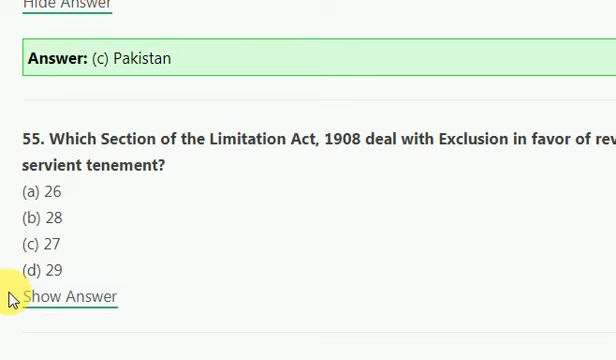 Hide Answer
Answer: (c) Pakistan
55. Which Section of the Limitation Act, 1908 deal with Exclusion in favor of
servient tenement?
(a) 26
(b) 28
(c) 27
(d) 29
Show Answer